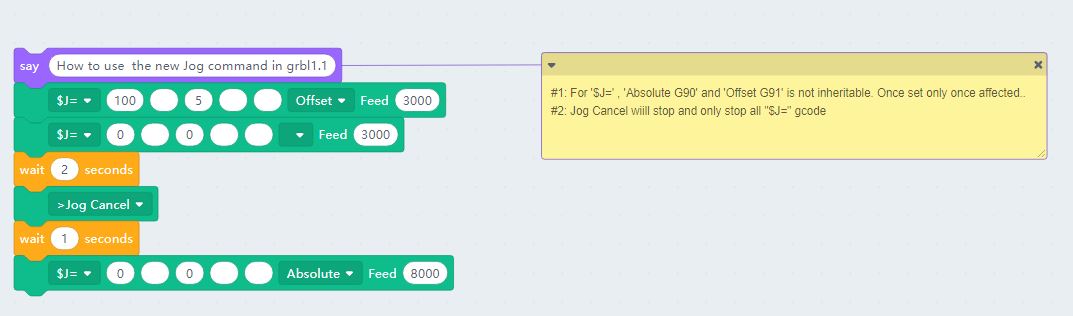 say How to use the new Jog command in grbl1.1
$J= 100 5 Offset Feed 3000
#1: For '$J=' , 'Absolute G90' and 'Offset G91' is not inheritable. Once set only once affected..
#2: Jog Cancel wiill stop and only stop all "$J=" gcode
$J= 0 0 Feed 3000
wait 2 seconds
>Jog Cancel
wait 1 seconds
$J= 0 0 Absolute Feed 8000